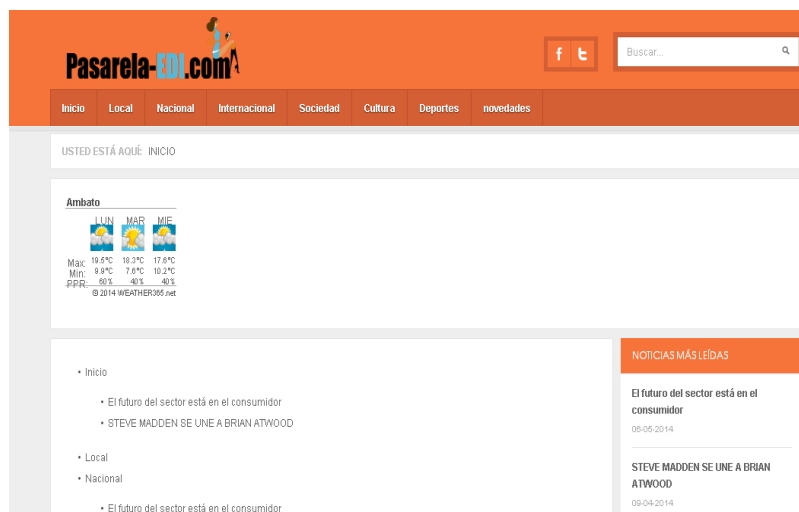 Pasarela-EDI.com
f t
Buscar...
Inicio Local Nacional Internacional Sociedad Cultura Deportes novedades
USTED ESTÁ AQUÍ: INICIO
Ambato
LUN MAR MIE
Max: 19.5°C 18.3°C 17.6°C
Min: 9.9°C 7.6°C 10.2°C
PPR: 60% 40% 40%
© 2014 WEATHER365.net
• Inicio
• El futuro del sector está en el consumidor
• STEVE MADDEN SE UNE A BRIAN ATWOOD
• Local
• Nacional
• El futuro del sector está en el consumidor
NOTICIAS MÁS LEÍDAS
El futuro del sector está en el
consumidor
06-05-2014
STEVE MADDEN SE UNE A BRIAN
ATWOOD
09-04-2014